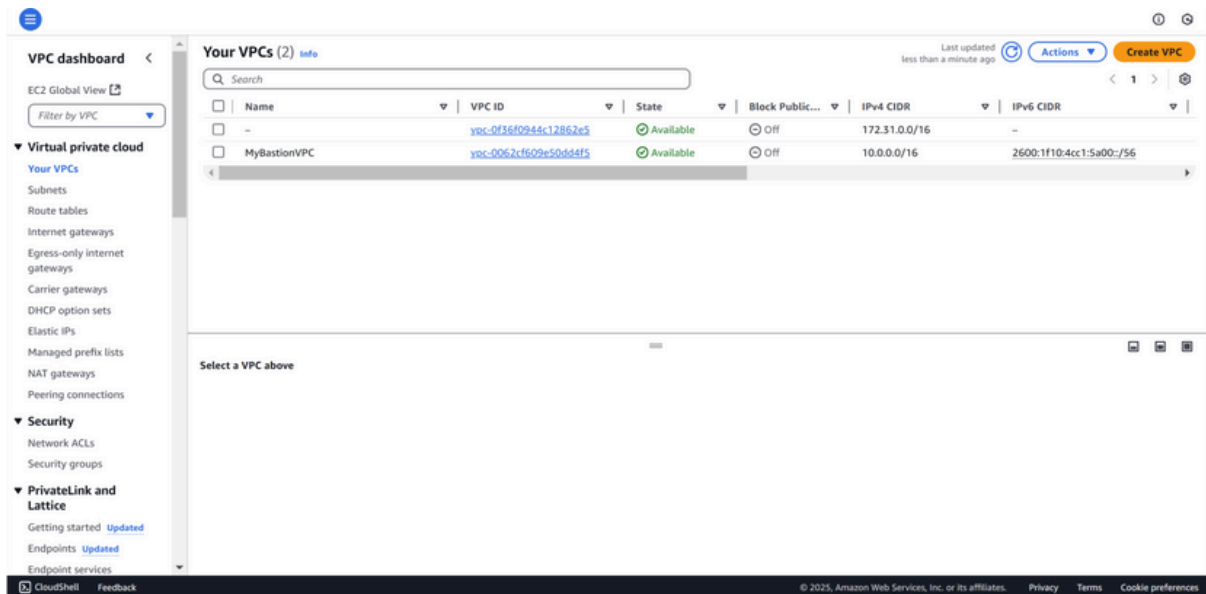 VPC dashboard
EC2 Global View
Filter by VPC
Virtual private cloud
Your VPCs
Subnets
Route tables
Internet gateways
Egress-only internet
gateways
Carrier gateways
DHCP option sets
Elastic IPs
Managed prefix lists
NAT gateways
Peering connections
Security
Network ACLs
Security groups
PrivateLink and
Lattice
Getting started Updated
Endpoints Updated
Endpoint services
Your VPCs (2) Info
Last updated
less than a minute ago
Actions
Create VPC
Search
1
Name VPC ID State Block Public... IPv4 CIDR IPv6 CIDR
– vpc-0f36f0944c12862e5 Available Off 172.31.0.0/16 –
MyBastionVPC vpc-0062cf609e50dd4f5 Available Off 10.0.0.0/16 2600:1f10:4cc1:5a00::/56
Select a VPC above
CloudShell Feedback © 2025, Amazon Web Services, Inc. or its affiliates. Privacy Terms Cookie preferences